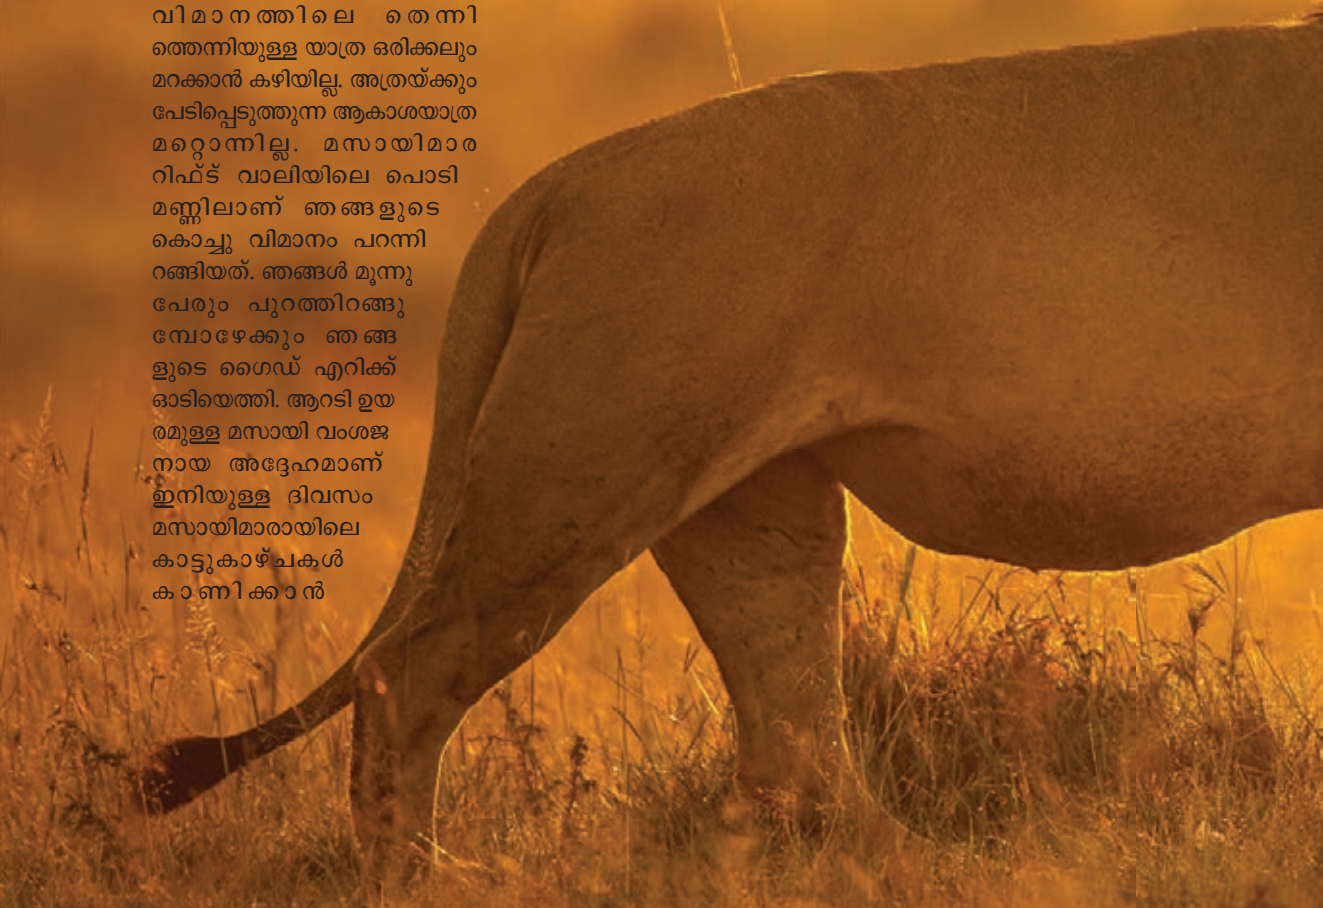 വിമാനത്തിലെ തെന്നി
ത്തെന്നിയുള്ള യാത്ര ഒരിക്കലും
മറക്കാൻ കഴിയില്ല. അത്രയ്ക്കും
പേടിപ്പെടുത്തുന്ന ആകാശയാത്ര
മറ്റൊന്നില്ല. മസായിമാര
റിഫ്ട് വാലിയിലെ പൊടി
മണ്ണിലാണ് ഞങ്ങളുടെ
കൊച്ചു വിമാനം പറന്നി
റങ്ങിയത്. ഞങ്ങൾ മൂന്നു
പേരും പുറത്തിറങ്ങു
മ്പോഴേക്കും ഞങ്ങ
ളുടെ ഗൈഡ് എറിക്ക്
ഓടിയെത്തി. ആറടി ഉയ
രമുള്ള മസായി വംശജ
നായ അദ്ദേഹമാണ്
ഇനിയുള്ള ദിവസം
മസായിമാരായിലെ
കാട്ടുകാഴ്ചകൾ
കാണിക്കാൻ